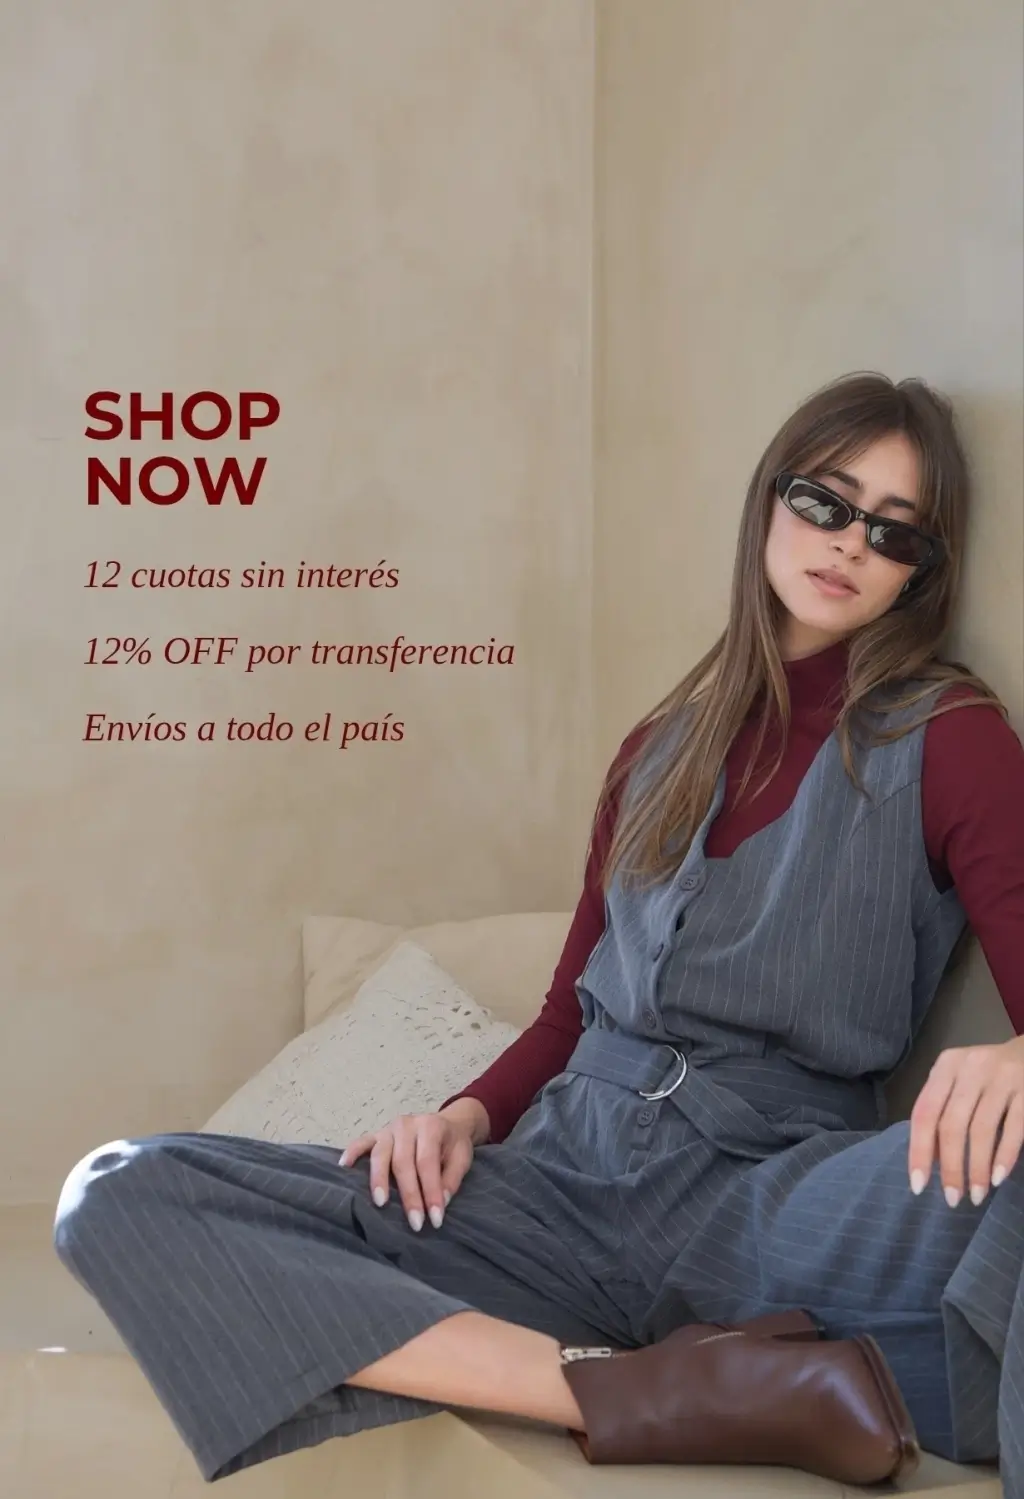 SHOP
NOW
12 cuotas sin interés
12% OFF por transferencia
Envíos a todo el país